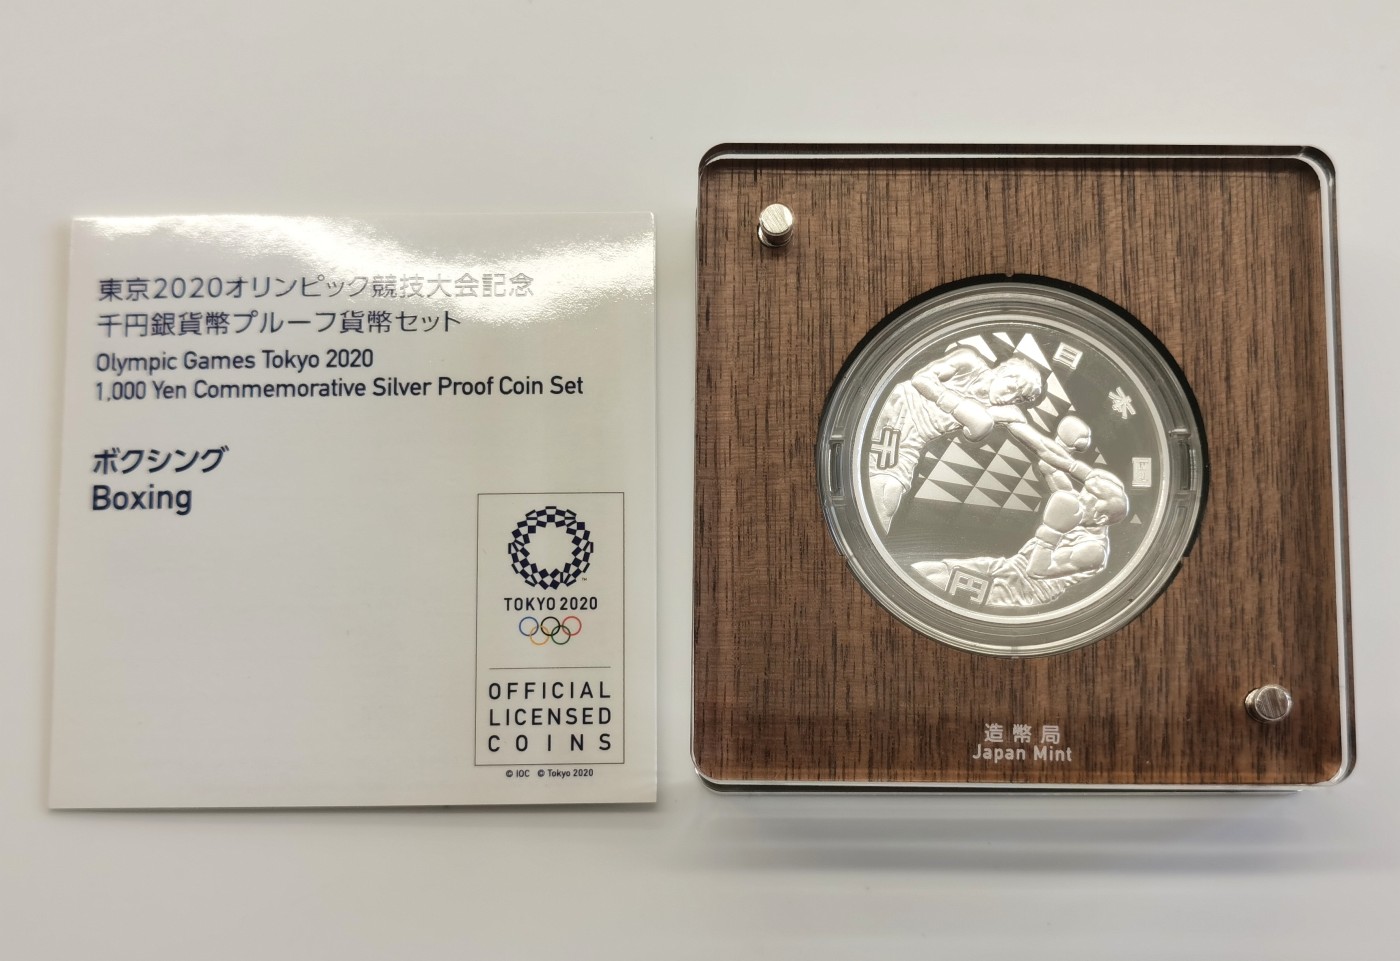 東京2020オリンピック競技大会記念
千円銀貨幣プルーフ貨幣セット
Olympic Games Tokyo 2020
1,000 Yen Commemorative Silver Proof Coin Set
ボクシング
Boxing
TM
TOKYO 2020
OFFICIAL
LICENSED
COINS
© IOC © Tokyo 2020
日本国
千円
造幣局
Japan Mint